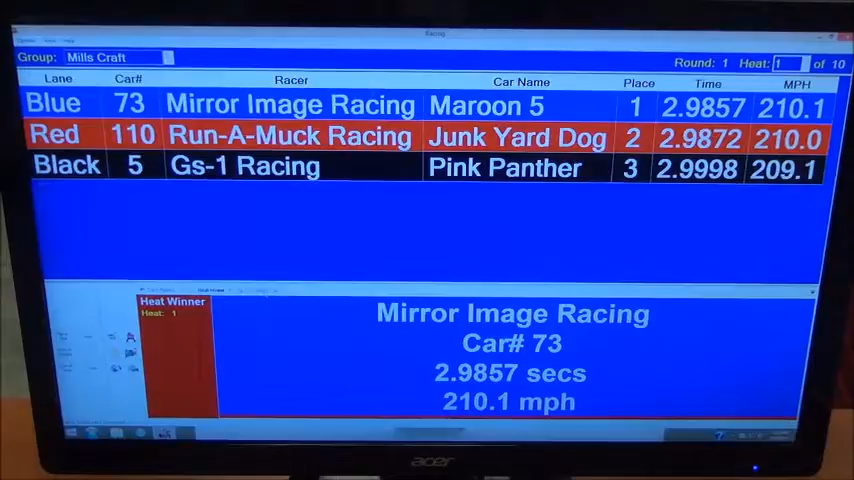 Racing
Group: Mills Craft Round: 1 Heat: 1 of 10
Lane Car# Racer Car Name Place Time MPH
Blue 73 Mirror Image Racing Maroon 5 1 2.9857 210.1
Red 110 Run-A-Muck Racing Junk Yard Dog 2 2.9872 210.0
Black 5 Gs-1 Racing Pink Panther 3 2.9998 209.1
Heat Winner
Heat Winner
Heat: 1
Mirror Image Racing
Car# 73
2.9857 secs
210.1 mph
acer